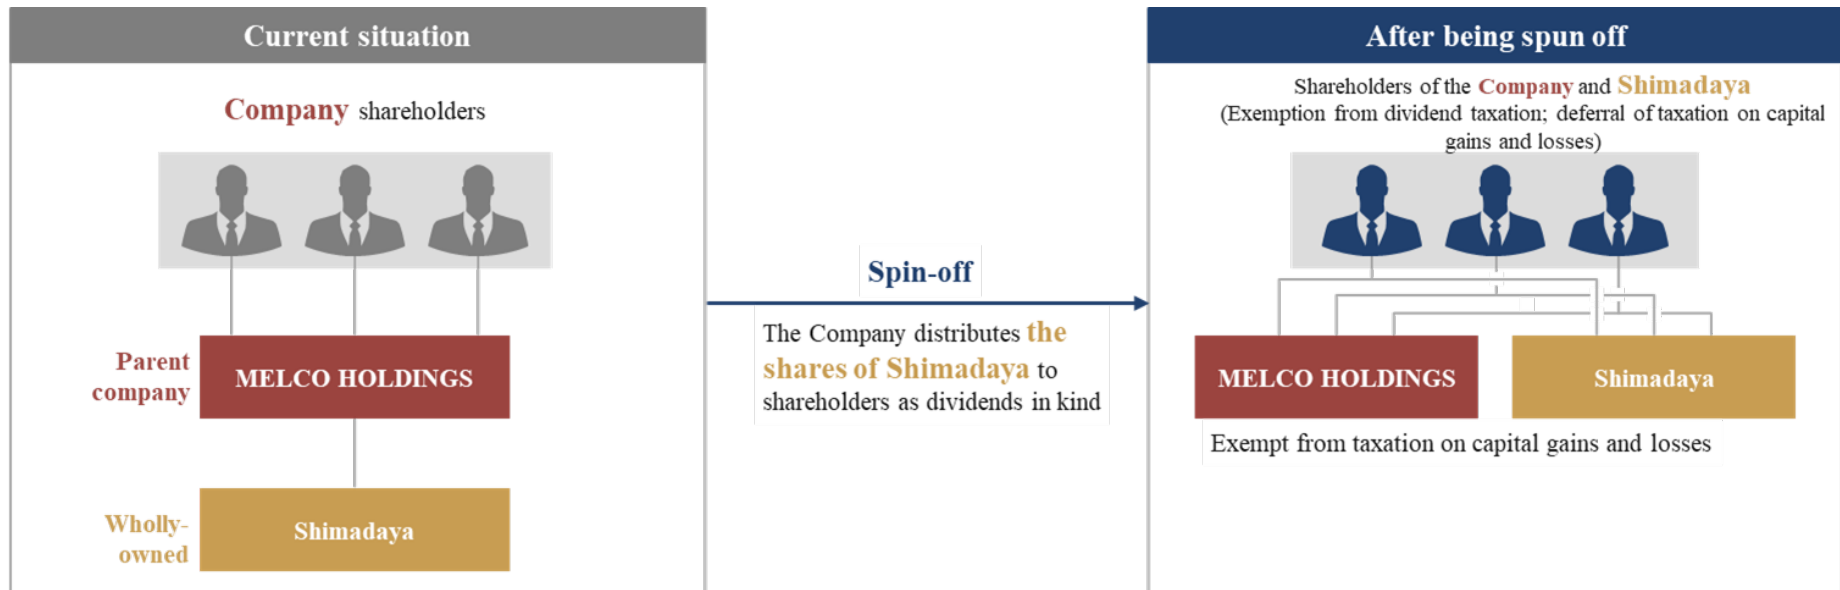 Current situation
Company shareholders
Parent
company
MELCO HOLDINGS
Wholly-
owned
Shimadaya
Spin-off
The Company distributes the
shares of Shimadaya to
shareholders as dividends in kind
After being spun off
Shareholders of the Company and Shimadaya
(Exemption from dividend taxation; deferral of taxation on capital
gains and losses)
MELCO HOLDINGS
Shimadaya
Exempt from taxation on capital gains and losses